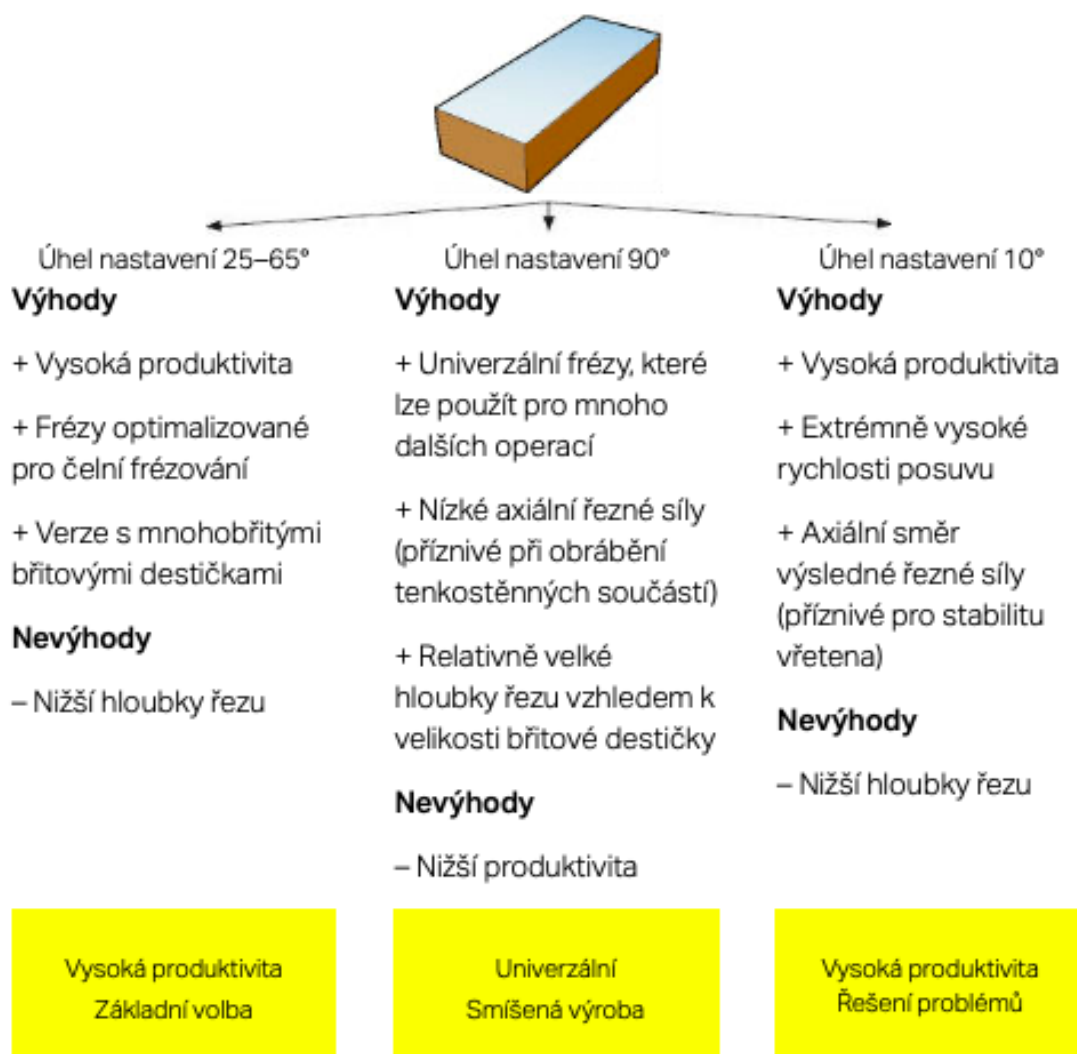 Úhel nastavení 25–65°
Výhody
+ Vysoká produktivita
+ Frézy optimalizované
pro čelní frézování
+ Verze s mnohobřitými
břitovými destičkami
Nevýhody
– Nižší hloubky řezu
Vysoká produktivita
Základní volba
Úhel nastavení 90°
Výhody
+ Univerzální frézy, které
lze použít pro mnoho
dalších operací
+ Nízké axiální řezné síly
(příznivé při obrábění
tenkostěnných součástí)
+ Relativně velké
hloubky řezu vzhledem k
velikosti břitové destičky
Nevýhody
– Nižší produktivita
Univerzální
Smíšená výroba
Úhel nastavení 10°
Výhody
+ Vysoká produktivita
+ Extrémně vysoké
rychlosti posuvu
+ Axiální směr
výsledné řezné síly
(příznivé pro stabilitu
vřetena)
Nevýhody
– Nižší hloubky řezu
Vysoká produktivita
Řešení problémů